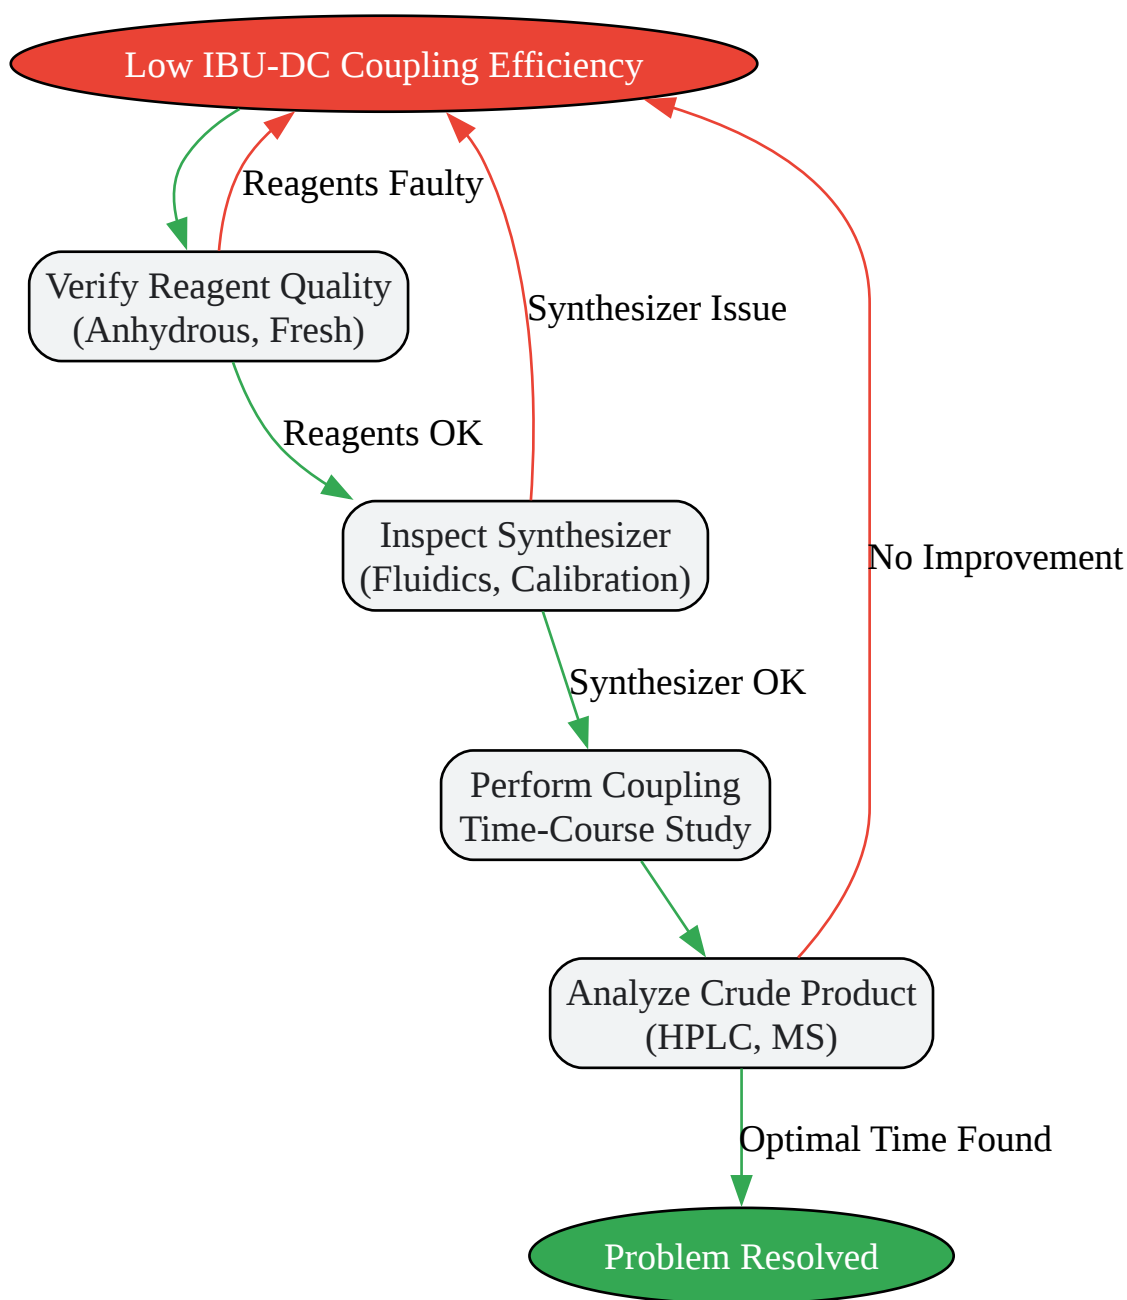 Low IBU-DC Coupling Efficiency
Reagents Faulty
Verify Reagent Quality
(Anhydrous, Fresh)
Synthesizer Issue
Reagents OK
Inspect Synthesizer
(Fluidics, Calibration)
No Improvement
Synthesizer OK
Perform Coupling
Time-Course Study
Analyze Crude Product
(HPLC, MS)
Optimal Time Found
Problem Resolved